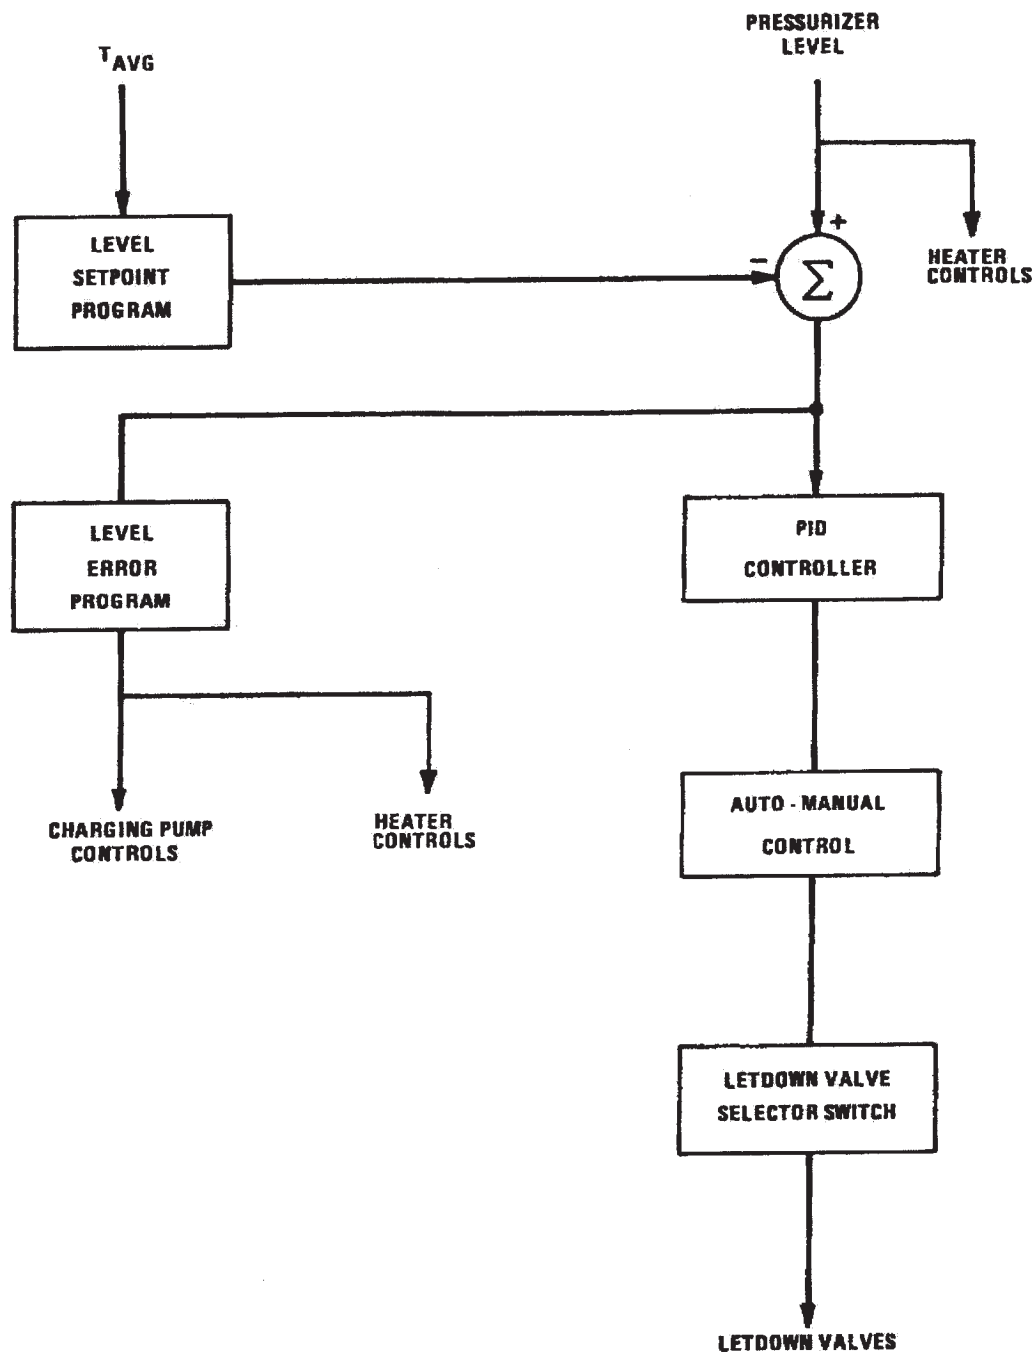 T AVG
PRESSURIZER
LEVEL
LEVEL
SETPOINT
PROGRAM
-
+
Σ
HEATER
CONTROLS
LEVEL
ERROR
PROGRAM
PID
CONTROLLER
CHARGING PUMP
CONTROLS
HEATER
CONTROLS
AUTO - MANUAL
CONTROL
LETDOWN VALVE
SELECTOR SWITCH
LETDOWN VALVES